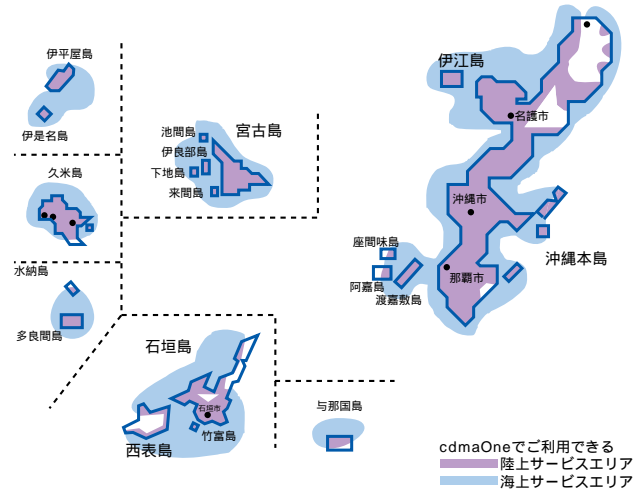 伊平屋島
伊是名島
久米島
水納島
多良間島
池間島
宮古島
伊良部島
下地島
来間島
伊江島
名護市
沖縄市
座間味島
阿嘉島
渡嘉敷島
那覇市
沖縄本島
石垣島
石垣市
竹富島
西表島
与那国島
cdmaOneでご利用できる
陸上サービスエリア
海上サービスエリア